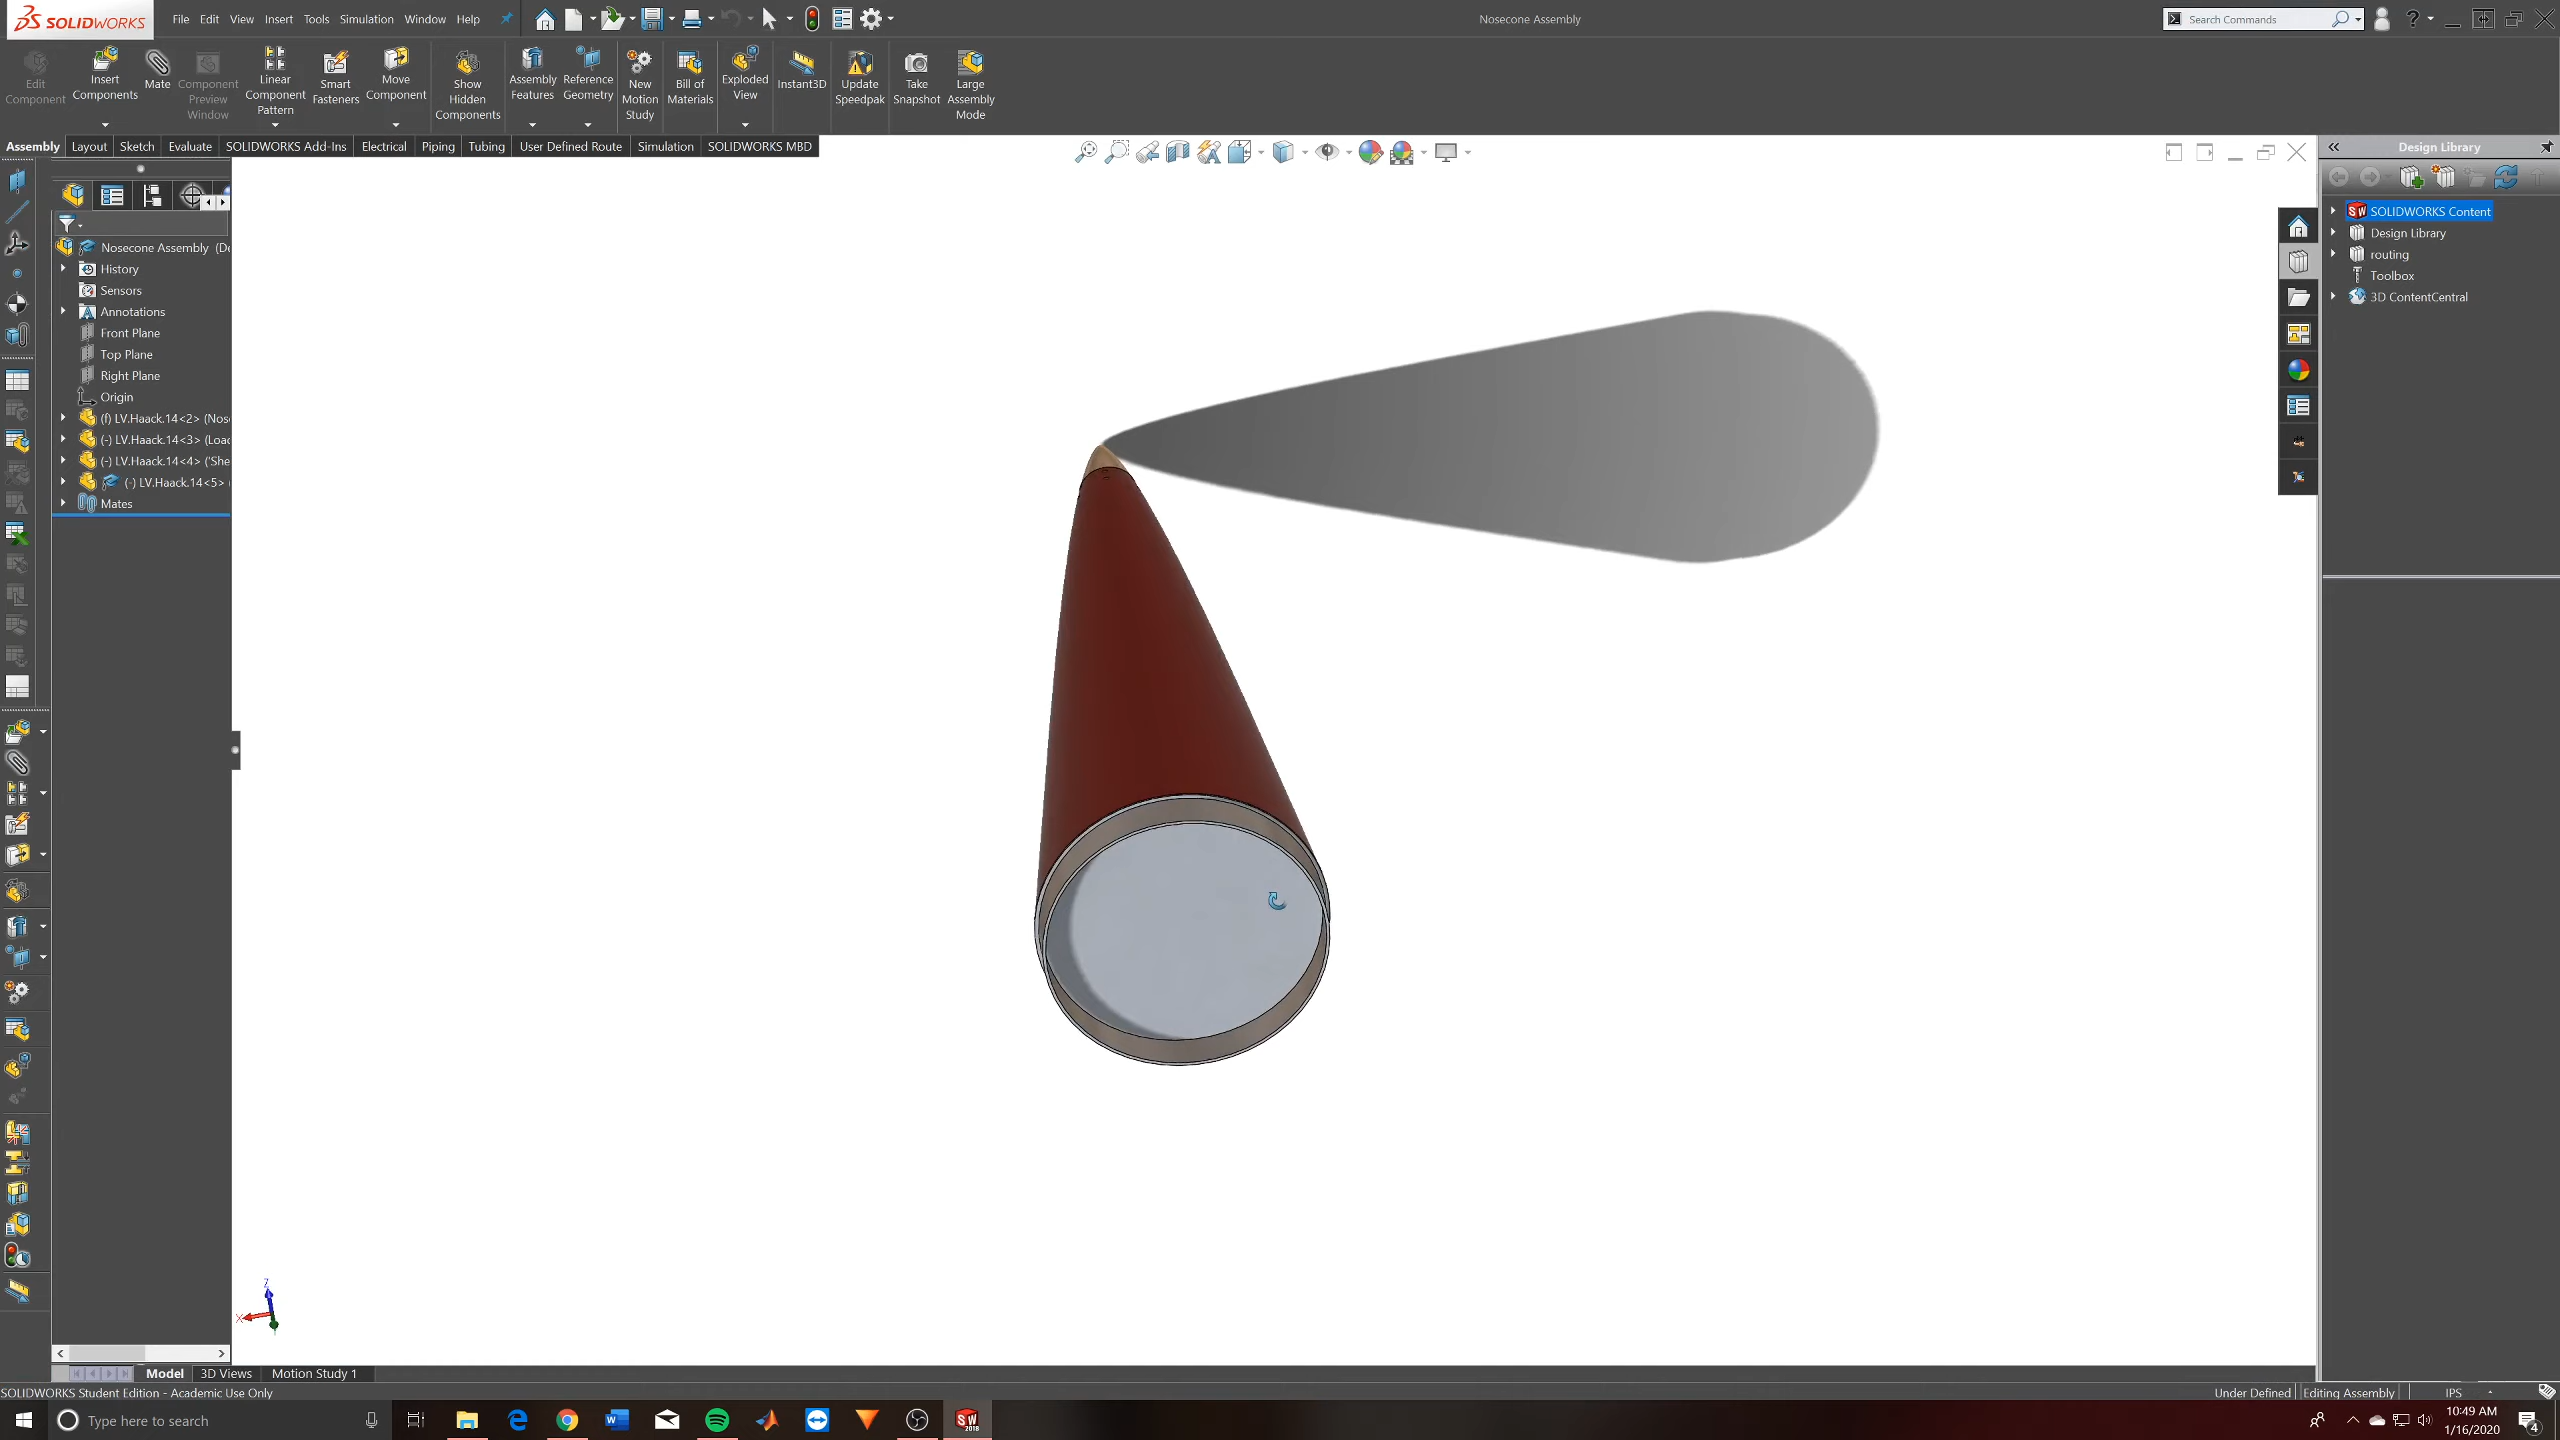 SOLIDWORKS File Edit View Insert Tools Simulation Window Help Nosecone Assembly Search Commands ?
Edit Component
Insert Components
Mate
Component Preview Window
Linear Component Pattern
Smart Fasteners
Move Component
Show Hidden Components
Assembly Features
Reference Geometry
New Motion Study
Bill of Materials
Exploded View
Instant3D
Update Speedpak
Take Snapshot
Large Assembly Mode
Assembly Layout Sketch Evaluate SOLIDWORKS Add-Ins Electrical Piping Tubing User Defined Route Simulation SOLIDWORKS MBD
Nosecone Assembly (De
History
Sensors
Annotations
Front Plane
Top Plane
Right Plane
Origin
(f) LV.Haack.14<2> (Nos
(-) LV.Haack.14<3> (Load
(-) LV.Haack.14<4> ('She
(-) LV.Haack.14<5> (
Mates
Design Library
SOLIDWORKS Content
Design Library
routing
Toolbox
3D ContentCentral
Z
X
Model 3D Views Motion Study 1
SOLIDWORKS Student Edition - Academic Use Only Under Defined Editing Assembly IPS
Type here to search
SW 2018
10:49 AM
1/16/2020
4